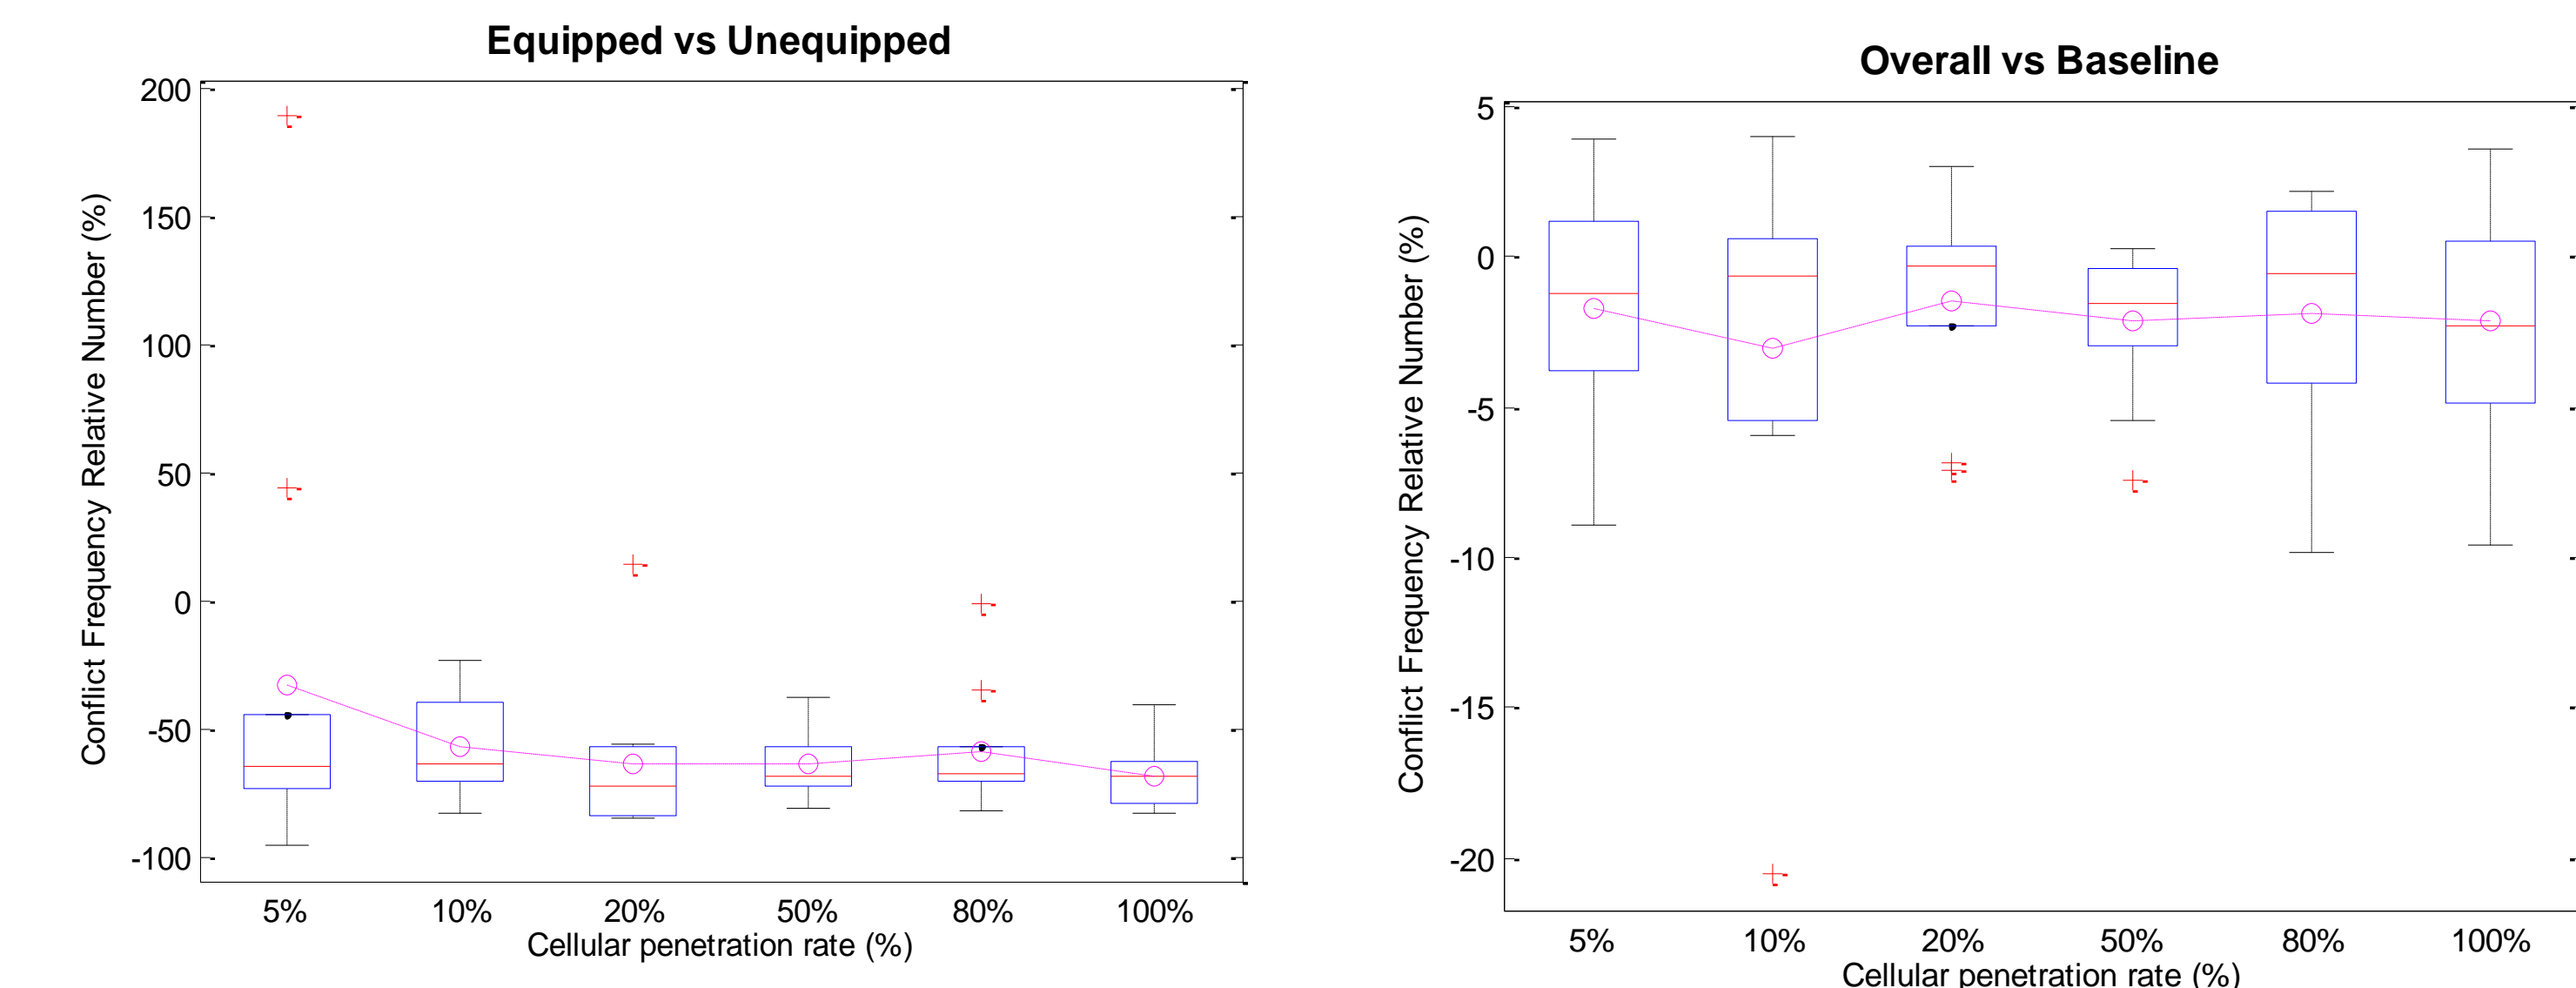 Equipped vs Unequipped
200
150
100
50
0
-50
-100
Conflict Frequency Relative Number (%)
5% 10% 20% 50% 80% 100%
Cellular penetration rate (%)
Overall vs Baseline
5
0
-5
-10
-15
-20
Conflict Frequency Relative Number (%)
5% 10% 20% 50% 80% 100%
Cellular penetration rate (%)